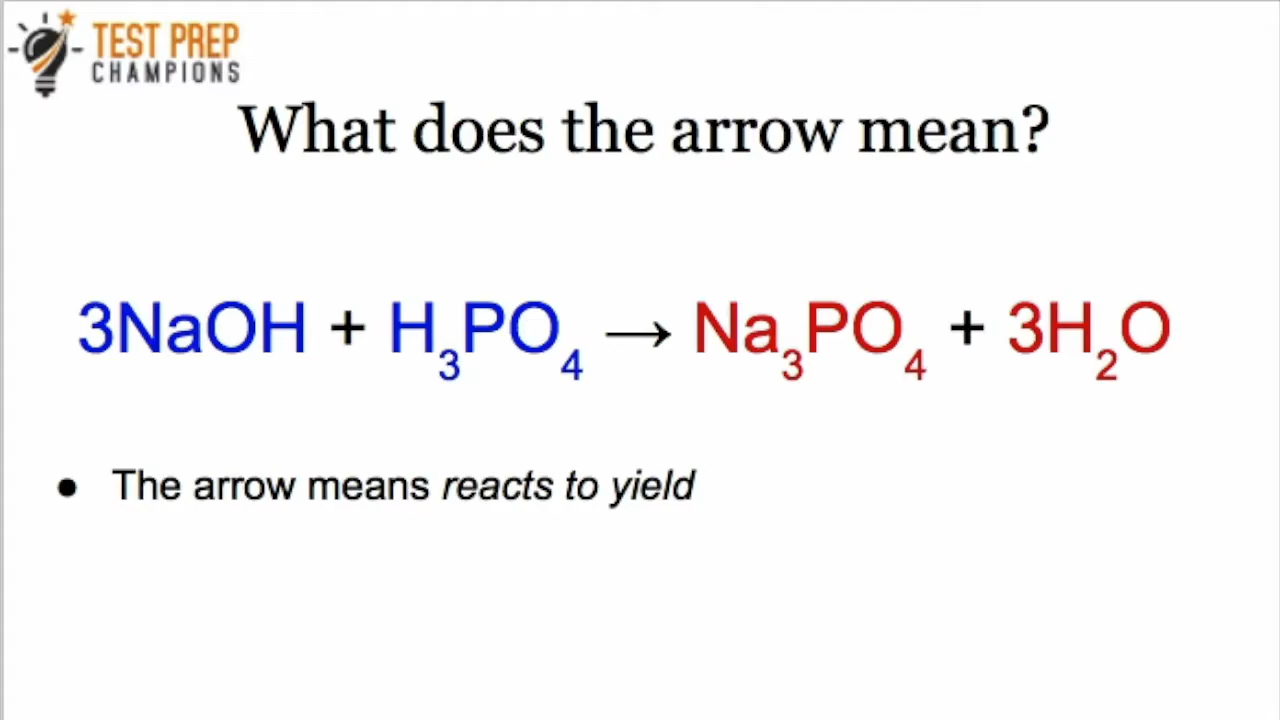 TEST PREP
CHAMPIONS
What does the arrow mean?
3NaOH + H₃PO₄ → Na₃PO₄ + 3H₂O
● The arrow means reacts to yield